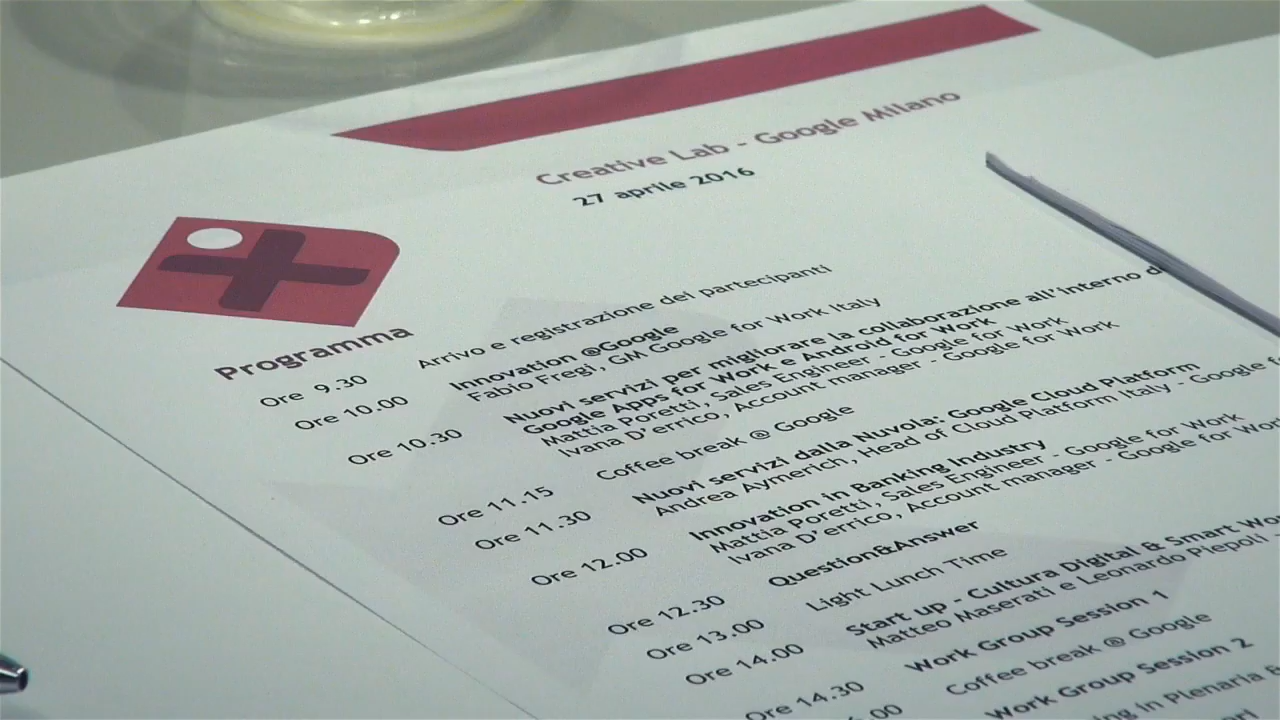 Creative Lab - Google Milano
27 aprile 2016
Programma
Ore 9.30 Arrivo e registrazione dei partecipanti
Ore 10.00 Innovation @Google
Fabio Fregi, GM Google for Work Italy
Ore 10.30 Nuovi servizi per migliorare la collaborazione all'interno
Google Apps for Work e Android for Work
Mattia Poretti, Sales Engineer - Google for Work
Ivana D'errico, Account manager - Google for Work
Ore 11.15 Coffee break @ Google
Ore 11.30 Nuovi servizi dalla Nuvola: Google Cloud Platform
Andrea Aymerich, Head of Cloud Platform Italy - Google
Ore 12.00 Innovation in Banking Industry
Mattia Poretti, Sales Engineer - Google for Work
Ivana D'errico, Account manager - Google for
Ore 12.30 Question&Answer
Ore 13.00 Light Lunch Time
Ore 14.00 Start up - Cultura Digital & Smart
Matteo Maserati e Leonardo Piepoli -
Ore 14.30 Work Group Session 1
Coffee break @ Google
Work Group Session 2
in Plenaria